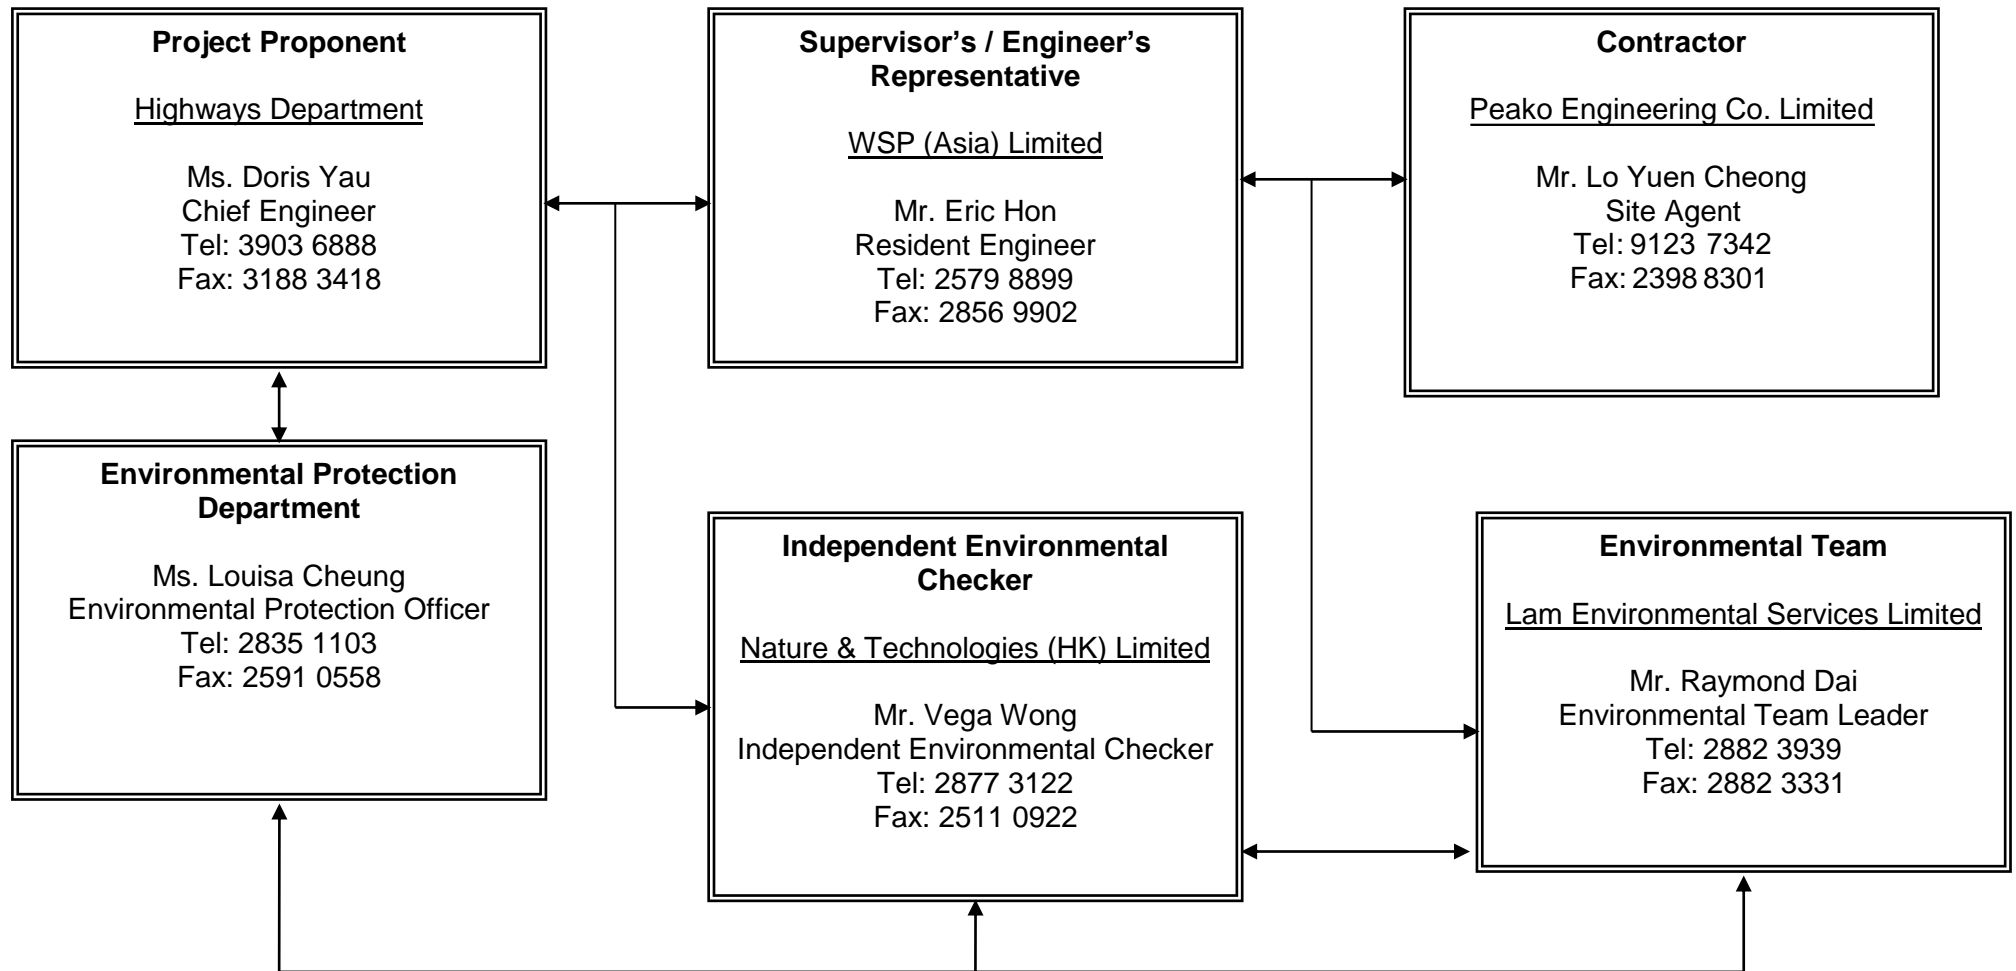 Project Proponent
Highways Department
Ms. Doris Yau
Chief Engineer
Tel: 3903 6888
Fax: 3188 3418
Supervisor’s / Engineer’s
Representative
WSP (Asia) Limited
Mr. Eric Hon
Resident Engineer
Tel: 2579 8899
Fax: 2856 9902
Contractor
Peako Engineering Co. Limited
Mr. Lo Yuen Cheong
Site Agent
Tel: 9123 7342
Fax: 2398 8301
Environmental Protection
Department
Ms. Louisa Cheung
Environmental Protection Officer
Tel: 2835 1103
Fax: 2591 0558
Independent Environmental
Checker
Nature & Technologies (HK) Limited
Mr. Vega Wong
Independent Environmental Checker
Tel: 2877 3122
Fax: 2511 0922
Environmental Team
Lam Environmental Services Limited
Mr. Raymond Dai
Environmental Team Leader
Tel: 2882 3939
Fax: 2882 3331